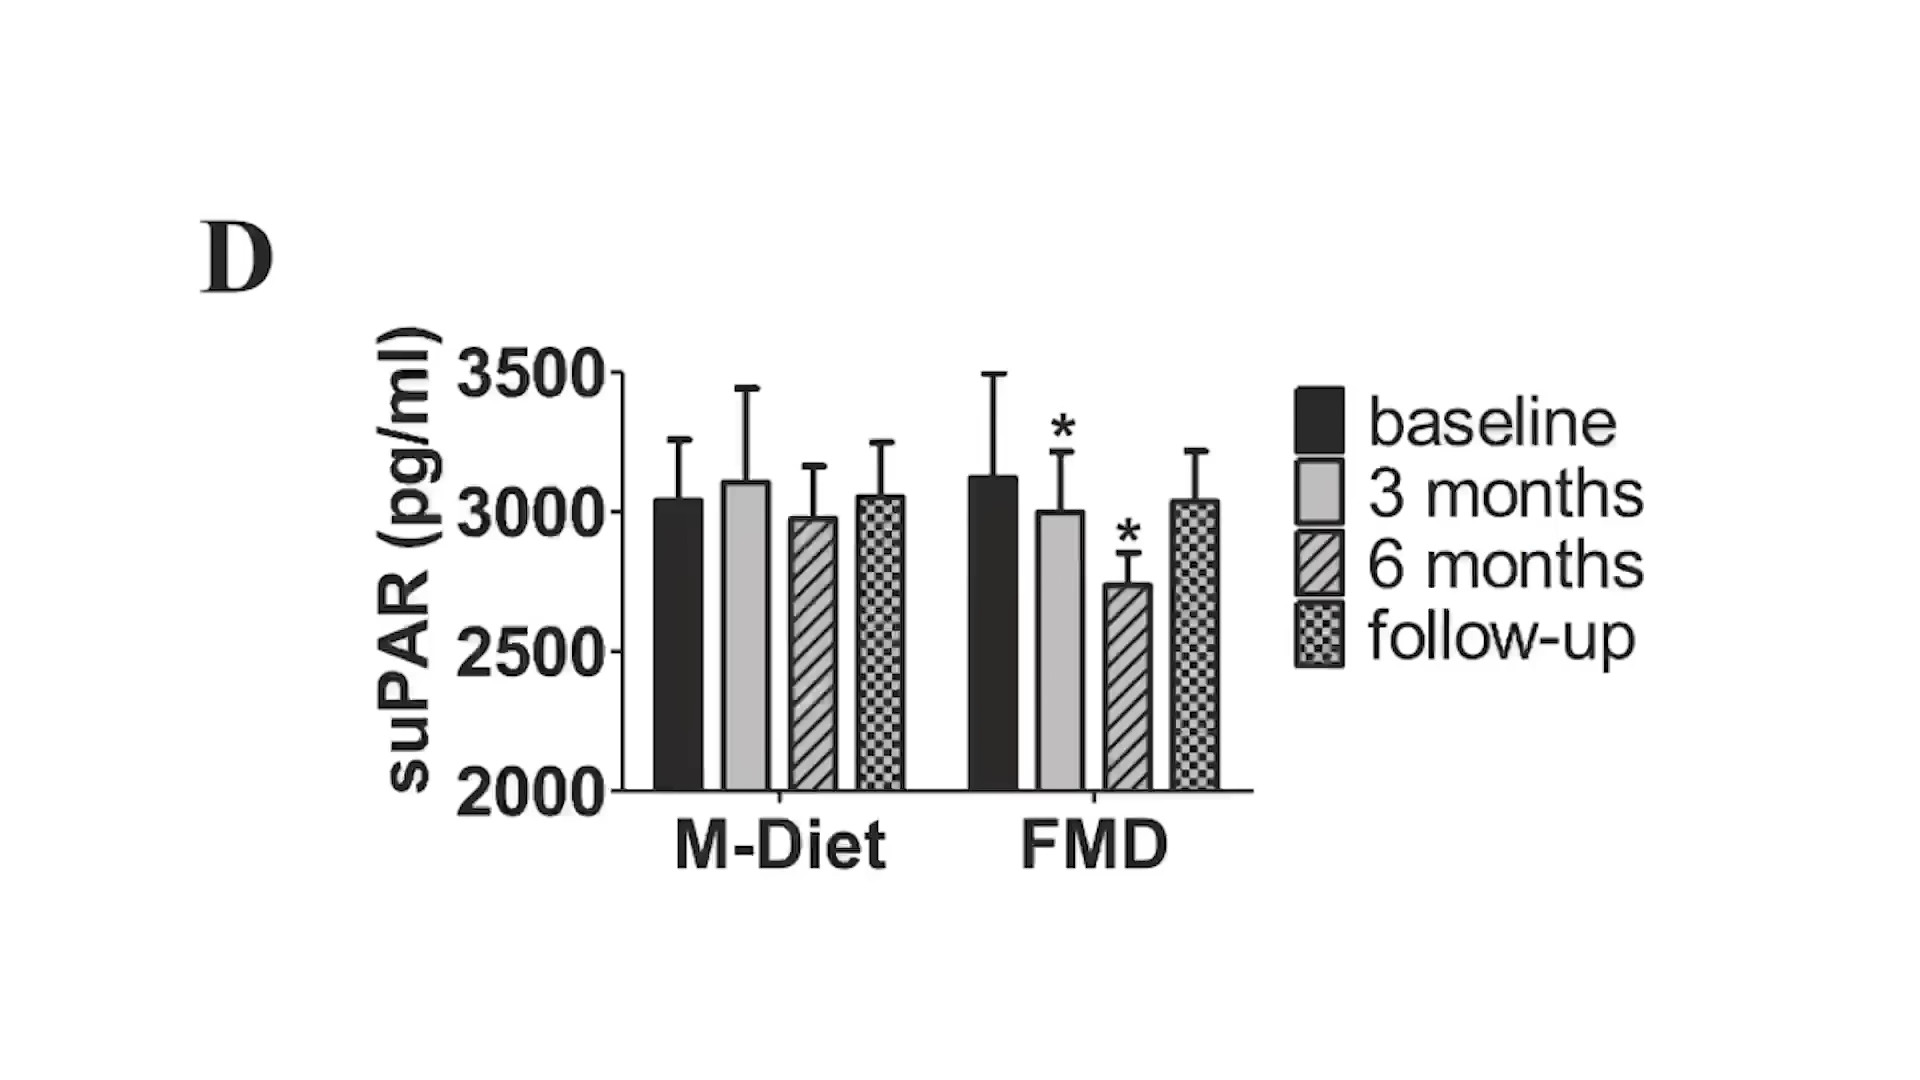 D
suPAR (pg/ml)
3500
3000
2500
2000
*
*
M-Diet
FMD
baseline
3 months
6 months
follow-up